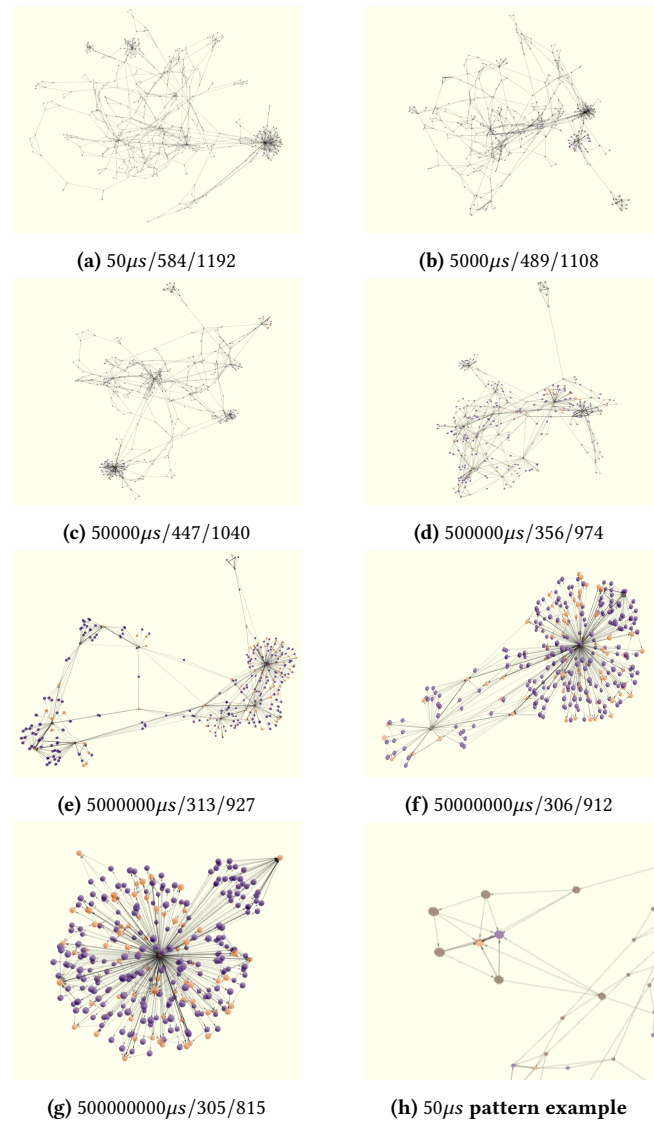 (a) 50μs/584/1192
(b) 5000μs/489/1108
(c) 50000μs/447/1040
(d) 500000μs/356/974
(e) 5000000μs/313/927
(f) 50000000μs/306/912
(g) 500000000μs/305/815
(h) 50μs pattern example